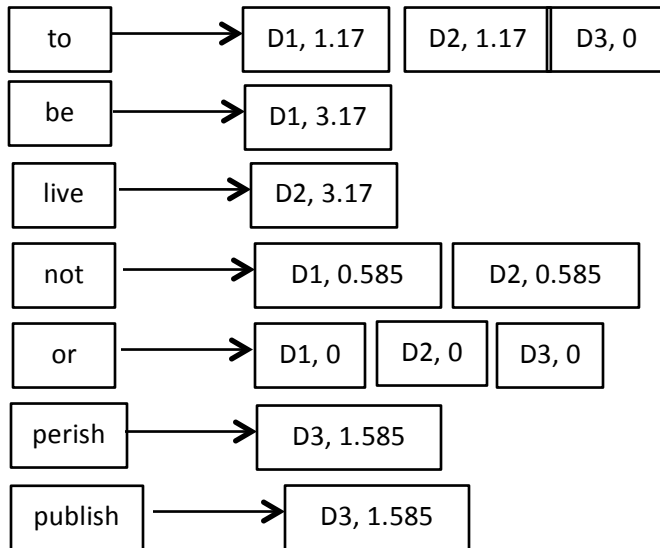 to D1, 1.17 D2, 1.17 D3, 0
be D1, 3.17
live D2, 3.17
not D1, 0.585 D2, 0.585
or D1, 0 D2, 0 D3, 0
perish D3, 1.585
publish D3, 1.585